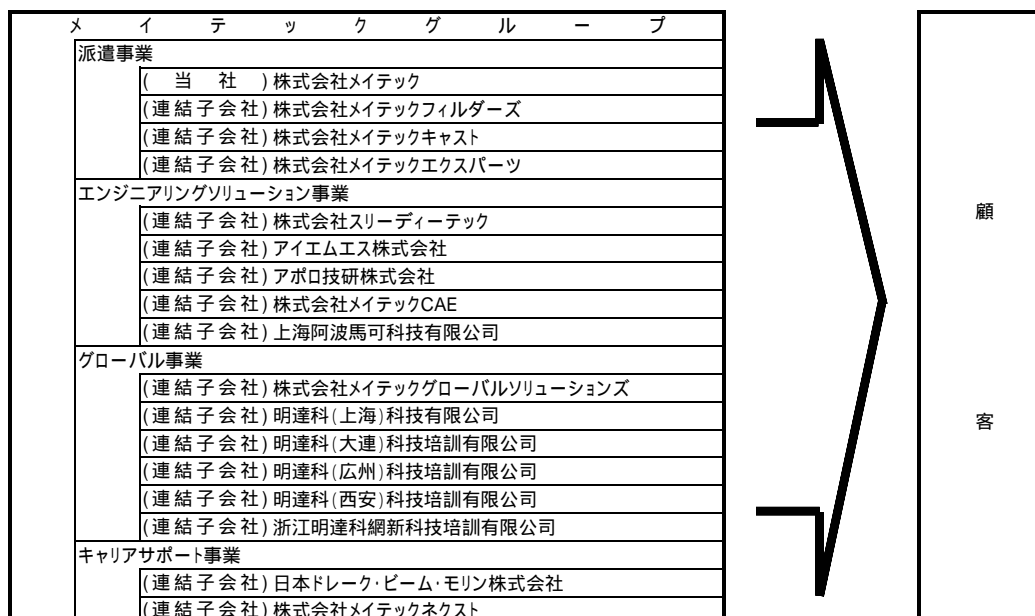 メイテックグループ
派遣事業
(当社)株式会社メイテック
(連結子会社)株式会社メイテックフィルダーズ
(連結子会社)株式会社メイテックキャスト
(連結子会社)株式会社メイテックエクスパーツ
エンジニアリングソリューション事業
(連結子会社)株式会社スリーディーテック
(連結子会社)アイエムエス株式会社
(連結子会社)アポロ技研株式会社
(連結子会社)株式会社メイテックCAE
(連結子会社)上海阿波馬可科技有限公司
グローバル事業
(連結子会社)株式会社メイテックグローバルソリューションズ
(連結子会社)明達科(上海)科技有限公司
(連結子会社)明達科(大連)科技培訓有限公司
(連結子会社)明達科(広州)科技培訓有限公司
(連結子会社)明達科(西安)科技培訓有限公司
(連結子会社)浙江明達科網新科技培訓有限公司
キャリアサポート事業
(連結子会社)日本ドレーク・ビーム・モリン株式会社
(連結子会社)株式会社メイテックネクスト
顧客